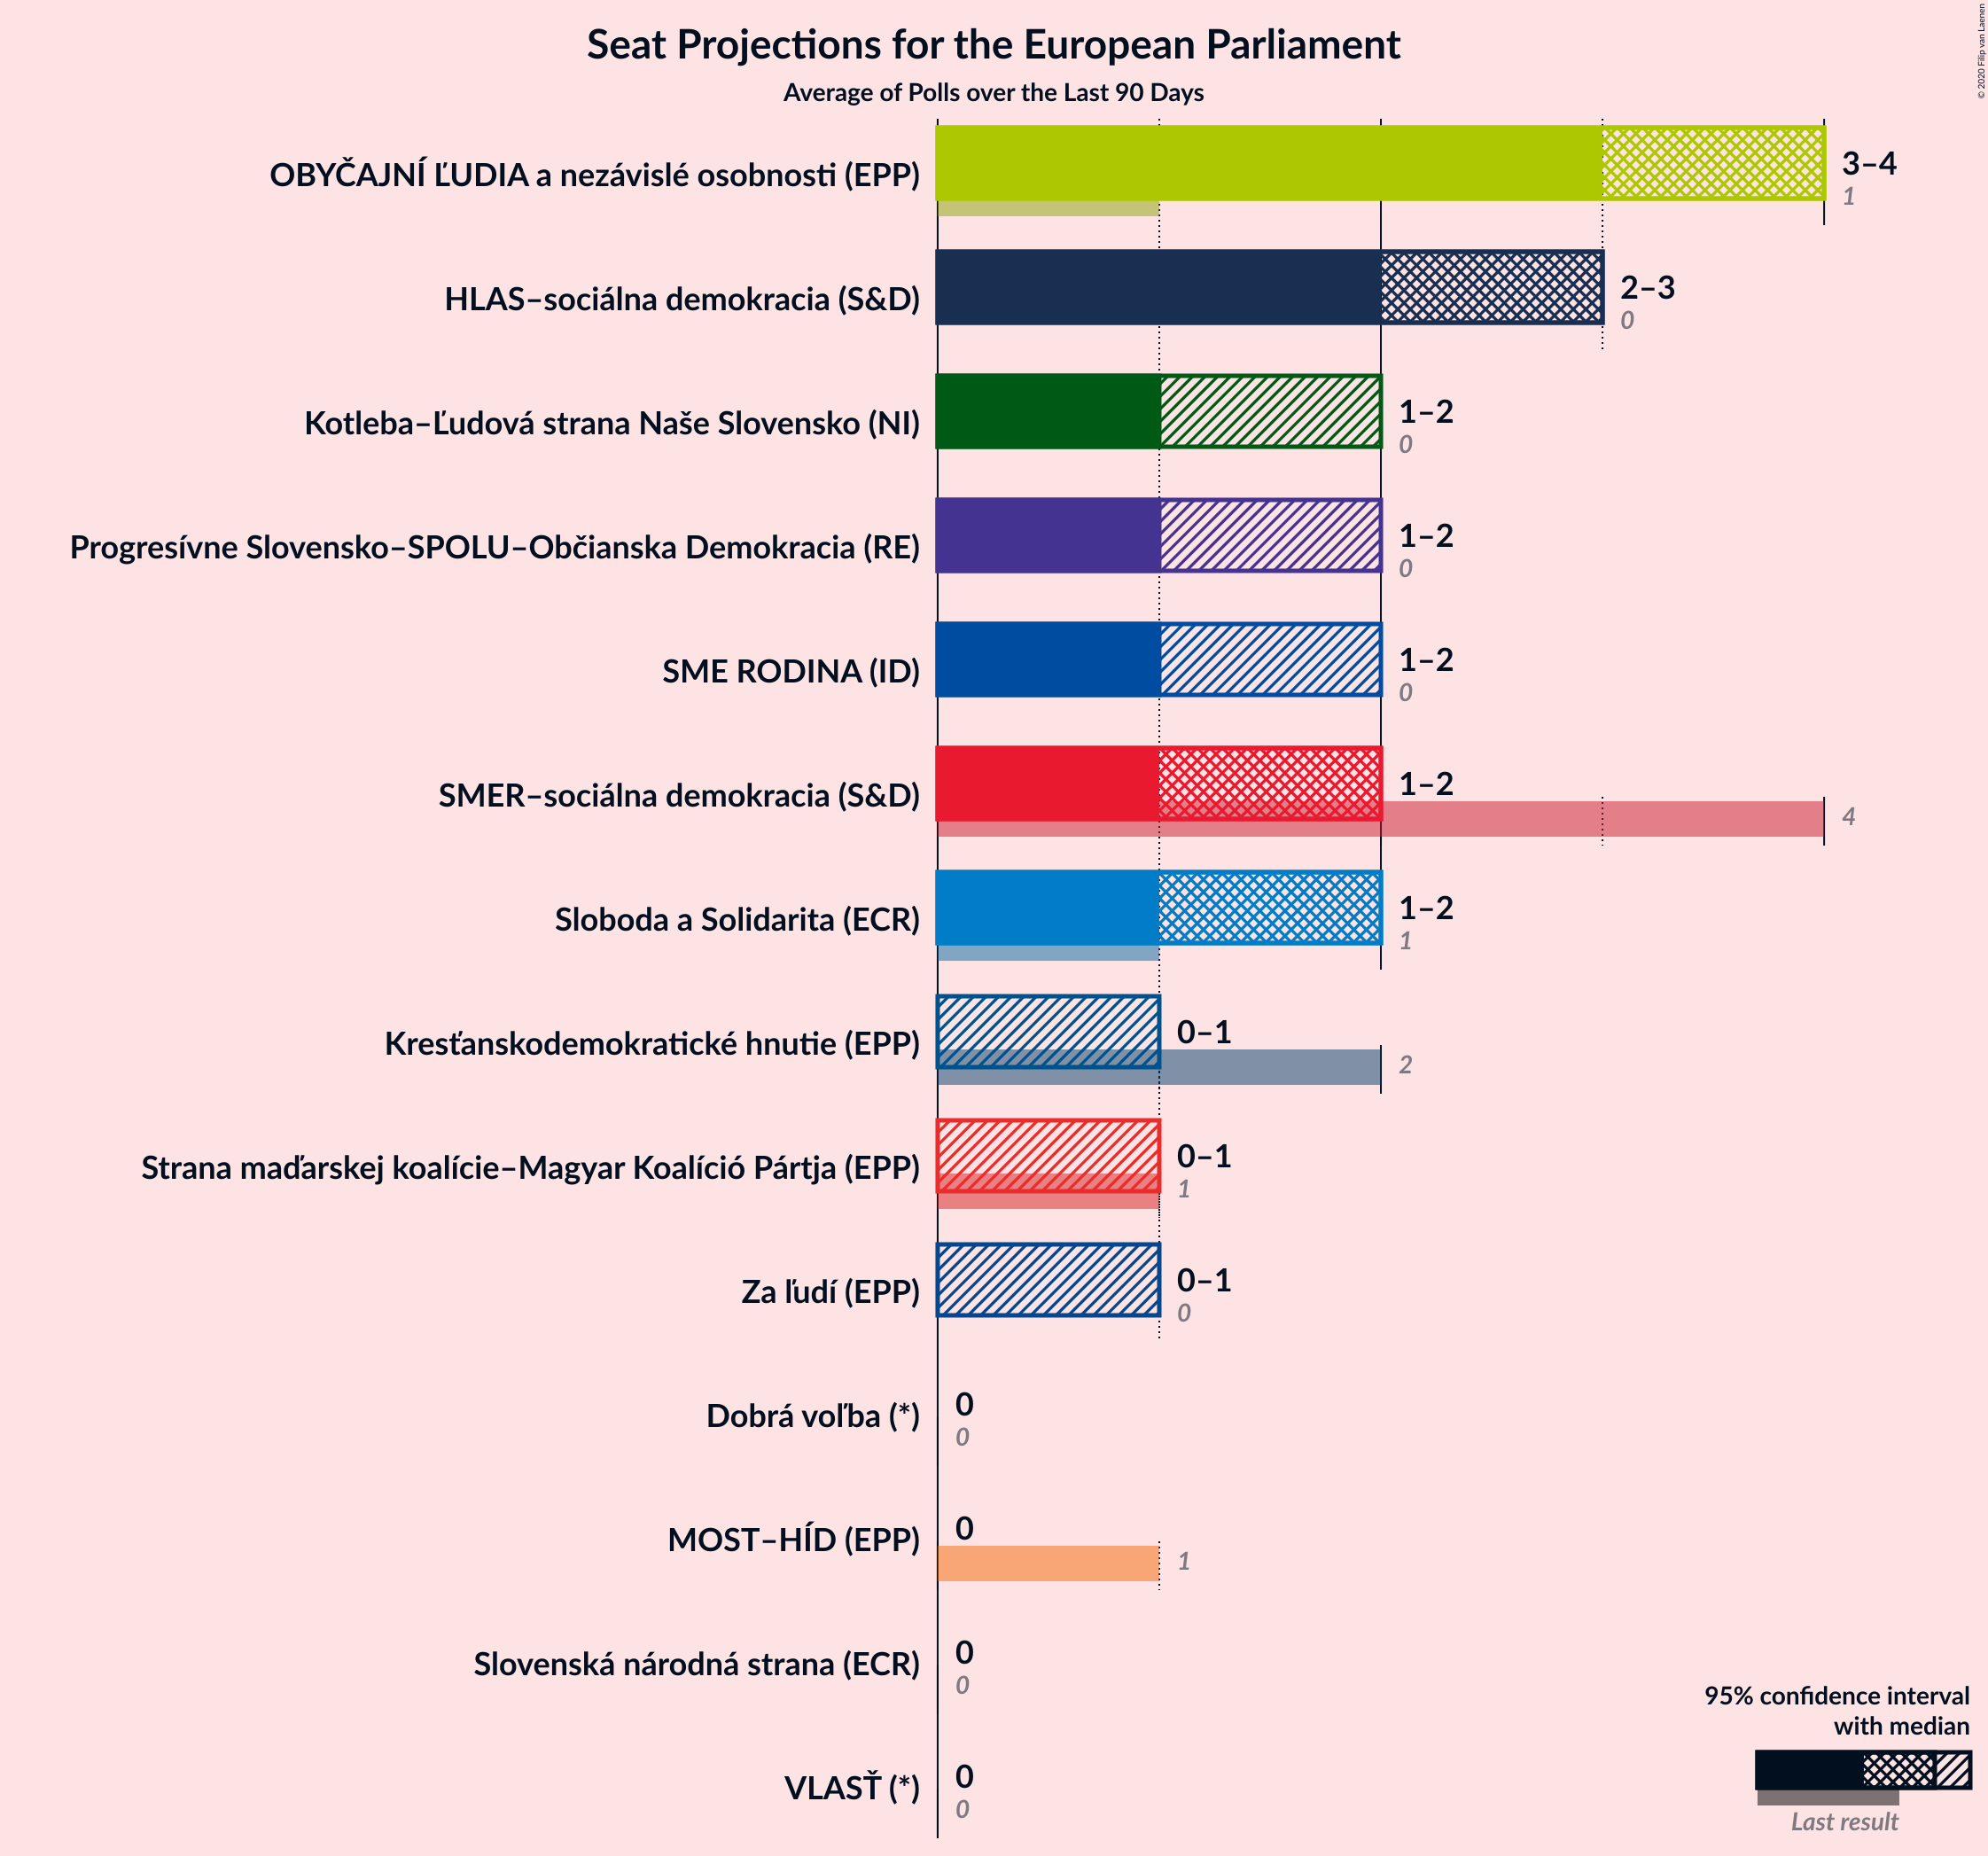 Seat Projections for the European Parliament
Average of Polls over the Last 90 Days
© 2020 Filip van Laenen
OBYČAJNÍ ĽUDIA a nezávislé osobnosti (EPP)
3–4
1
HLAS–sociálna demokracia (S&D)
2–3
0
Kotleba–Ľudová strana Naše Slovensko (NI)
1–2
0
Progresívne Slovensko–SPOLU–Občianska Demokracia (RE)
1–2
0
SME RODINA (ID)
1–2
0
SMER–sociálna demokracia (S&D)
1–2
4
Sloboda a Solidarita (ECR)
1–2
1
Kresťanskodemokratické hnutie (EPP)
0–1
2
Strana maďarskej koalície–Magyar Koalíció Pártja (EPP)
0–1
1
Za ľudí (EPP)
0–1
0
Dobrá voľba (*)
0
0
MOST–HÍD (EPP)
0
1
Slovenská národná strana (ECR)
0
0
VLASŤ (*)
0
0
95% confidence interval
with median
Last result